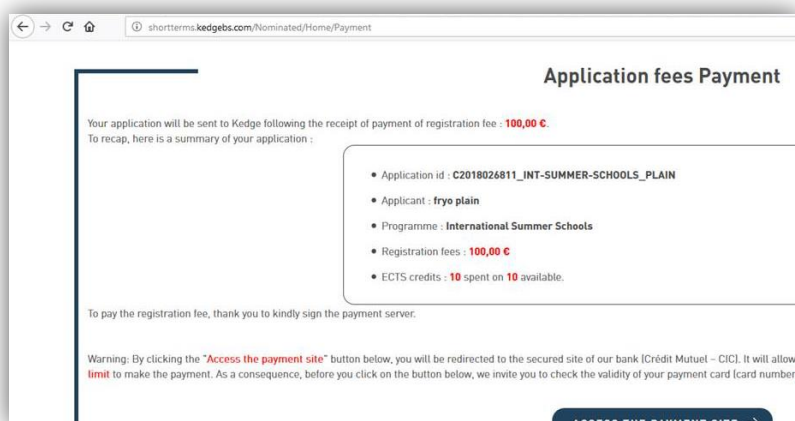 shortterms.kedgebs.com/Nominated/Home/Payment
Application fees Payment
Your application will be sent to Kedge following the receipt of payment of registration fee : 100,00 €.
To recap, here is a summary of your application :
• Application id : C2018026811_INT-SUMMER-SCHOOLS_PLAIN
• Applicant : fryo plain
• Programme : International Summer Schools
• Registration fees : 100,00 €
• ECTS credits : 10 spent on 10 available.
To pay the registration fee, thank you to kindly sign the payment server.
Warning: By clicking the "Access the payment site" button below, you will be redirected to the secured site of our bank (Crédit Mutuel – CIC). It will allow
limit to make the payment. As a consequence, before you click on the button below, we invite you to check the validity of your payment card (card number
ACCESS THE PAYMENT SITE